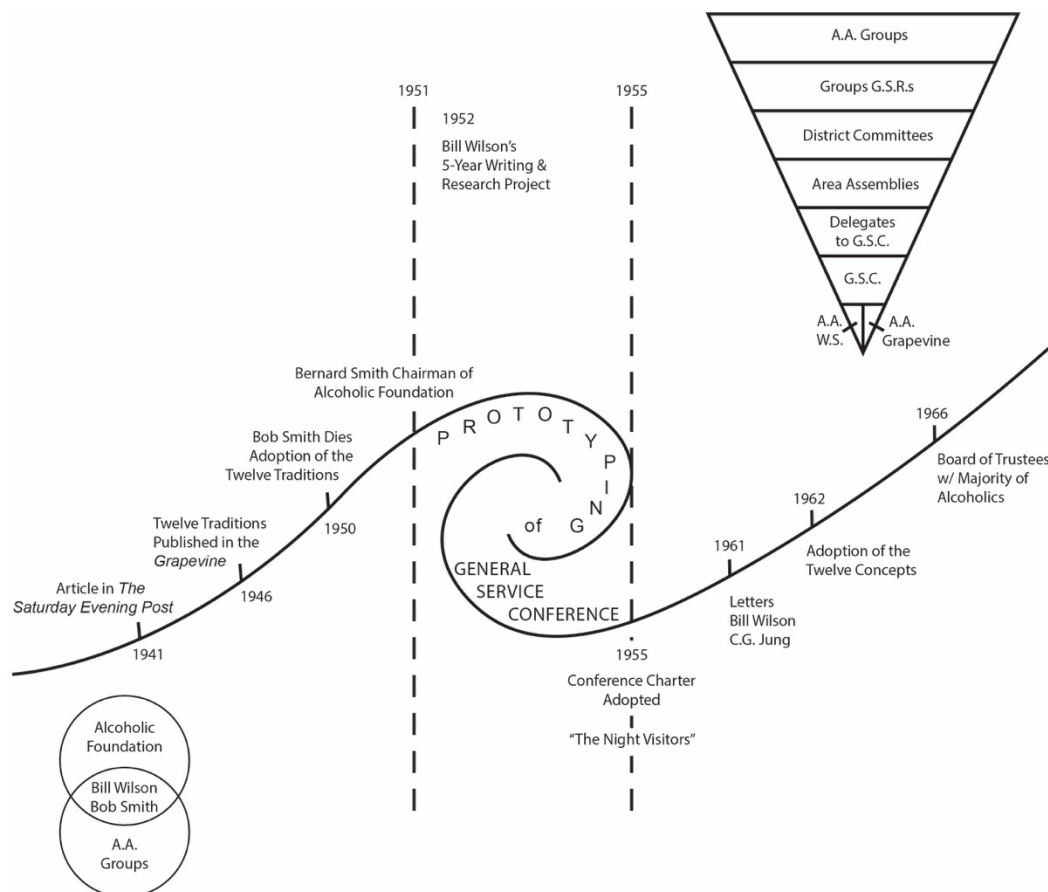 A.A. Groups
Groups G.S.R.s
District Committees
Area Assemblies
Delegates
to G.S.C.
G.S.C.
A.A.
W.S.
A.A.
Grapevine
1951
1952
Bill Wilson's
5-Year Writing &
Research Project
1955
Bernard Smith Chairman of
Alcoholic Foundation
Bob Smith Dies
Adoption of the
Twelve Traditions
1950
Twelve Traditions
Published in the
Grapevine
1946
Article in The
Saturday Evening Post
1941
PROTOTYPING
of
GENERAL
SERVICE
CONFERENCE
1955
Conference Charter
Adopted
"The Night Visitors"
1961
Letters
Bill Wilson
C.G. Jung
1962
Adoption of the
Twelve Concepts
1966
Board of Trustees
w/ Majority of
Alcoholics
Alcoholic
Foundation
Bill Wilson
Bob Smith
A.A.
Groups